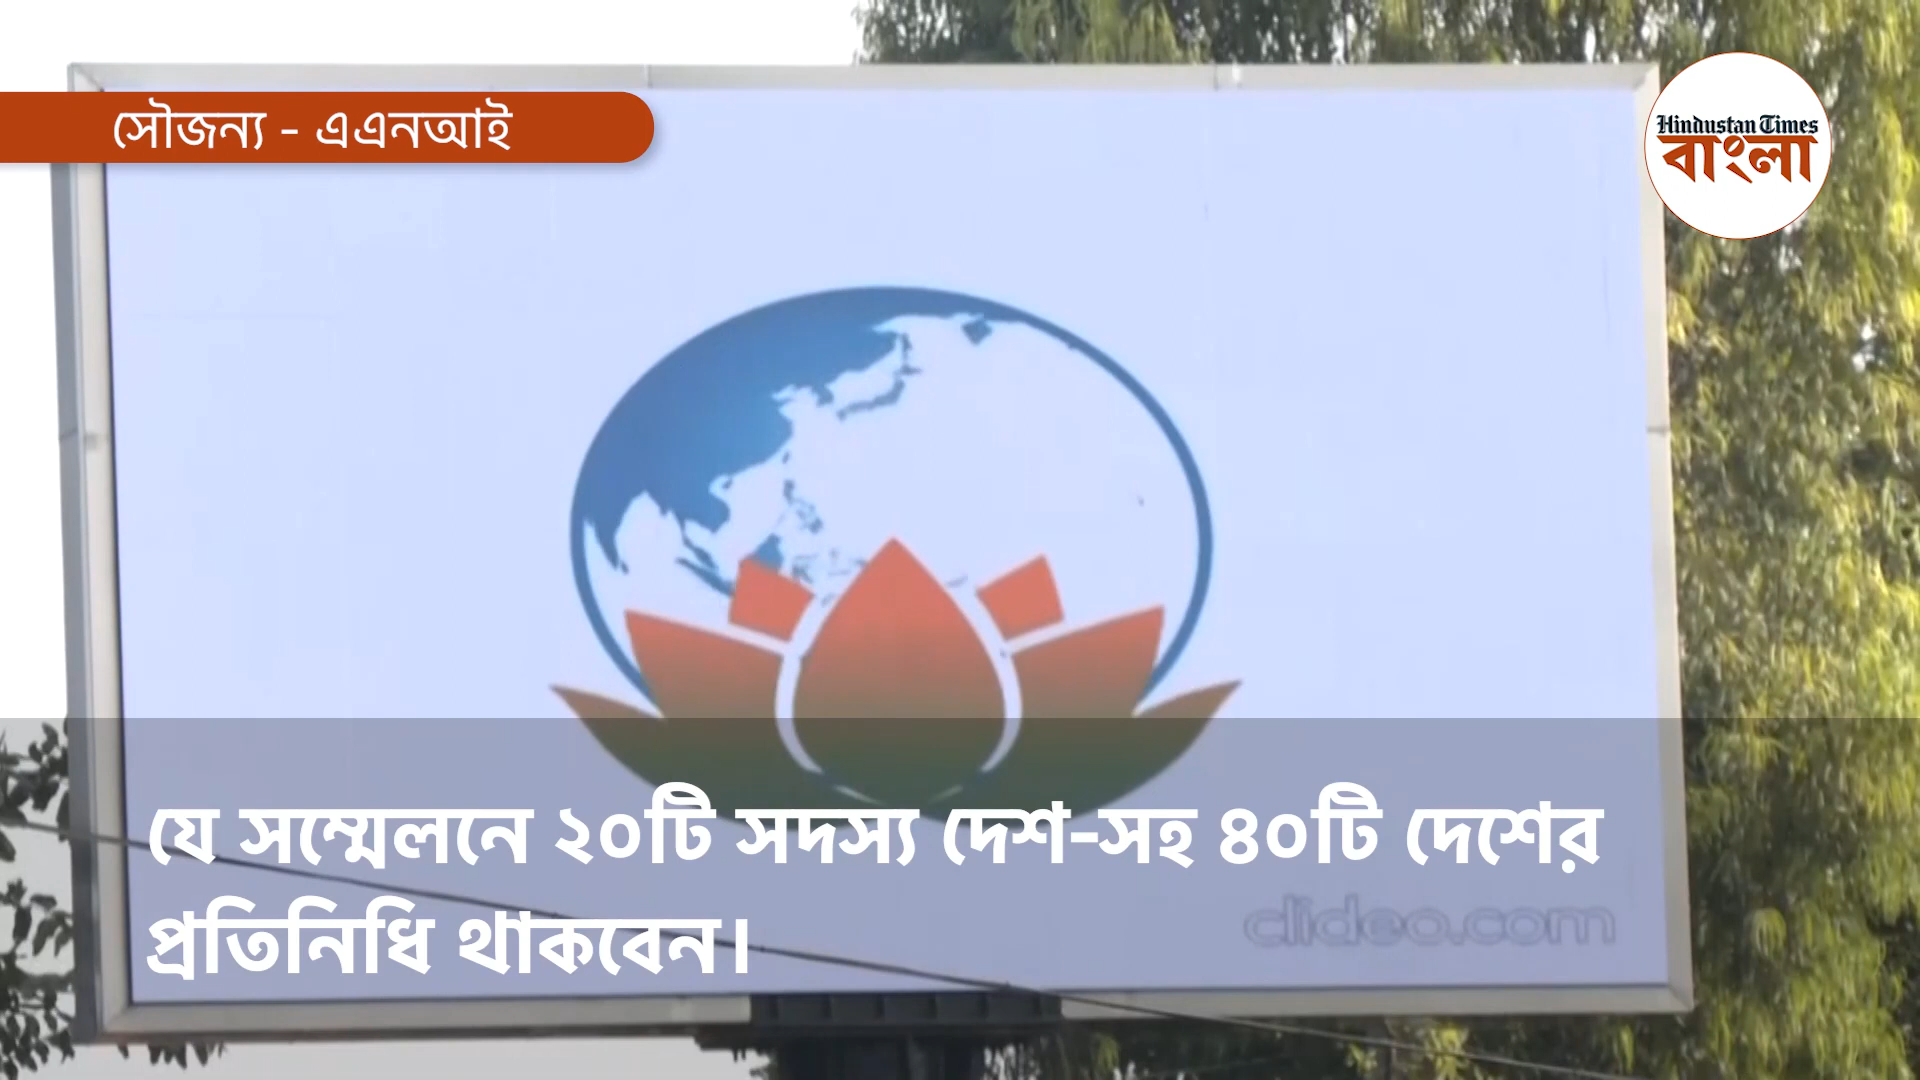 সৌজন্য - এএনআই
Hindustan Times
বাংলা
যে সম্মেলনে ২০টি সদস্য দেশ-সহ ৪০টি দেশের
প্রতিনিধি থাকবেন।
clideo.com